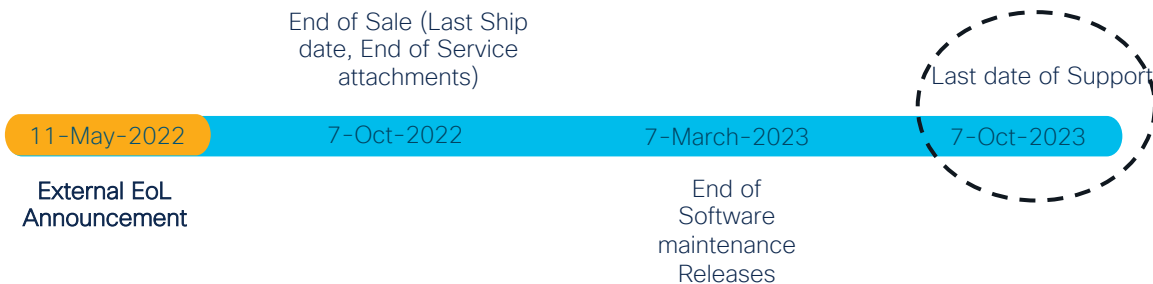 End of Sale (Last Ship
date, End of Service
attachments)
Last date of Support
11-May-2022
7-Oct-2022
7-March-2023
7-Oct-2023
External EoL
Announcement
End of
Software
maintenance
Releases